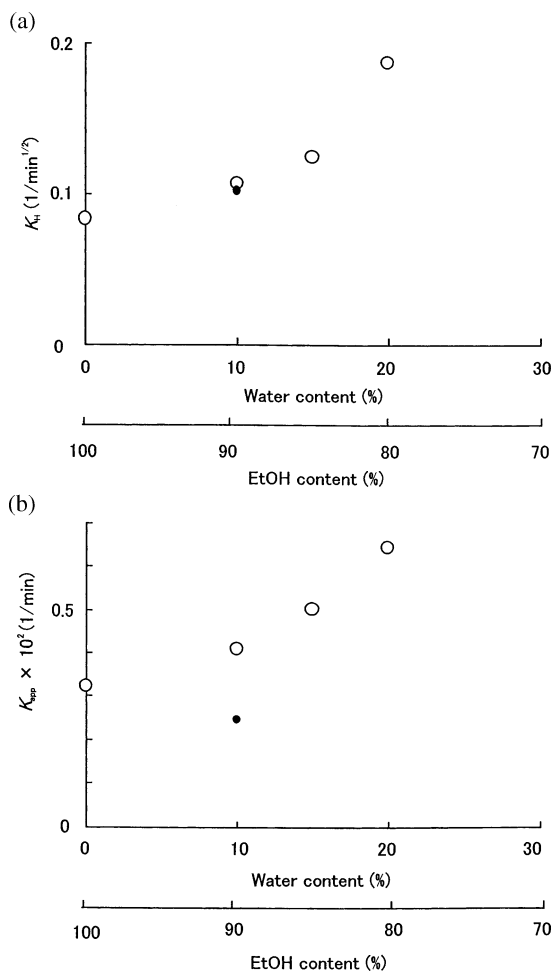 (a)
0.2
0.1
0
K_H (1/min^1/2)
0 10 20 30
Water content (%)
100 90 80 70
EtOH content (%)
(b)
0.5
0
K_app × 10² (1/min)
0 10 20 30
Water content (%)
100 90 80 70
EtOH content (%)